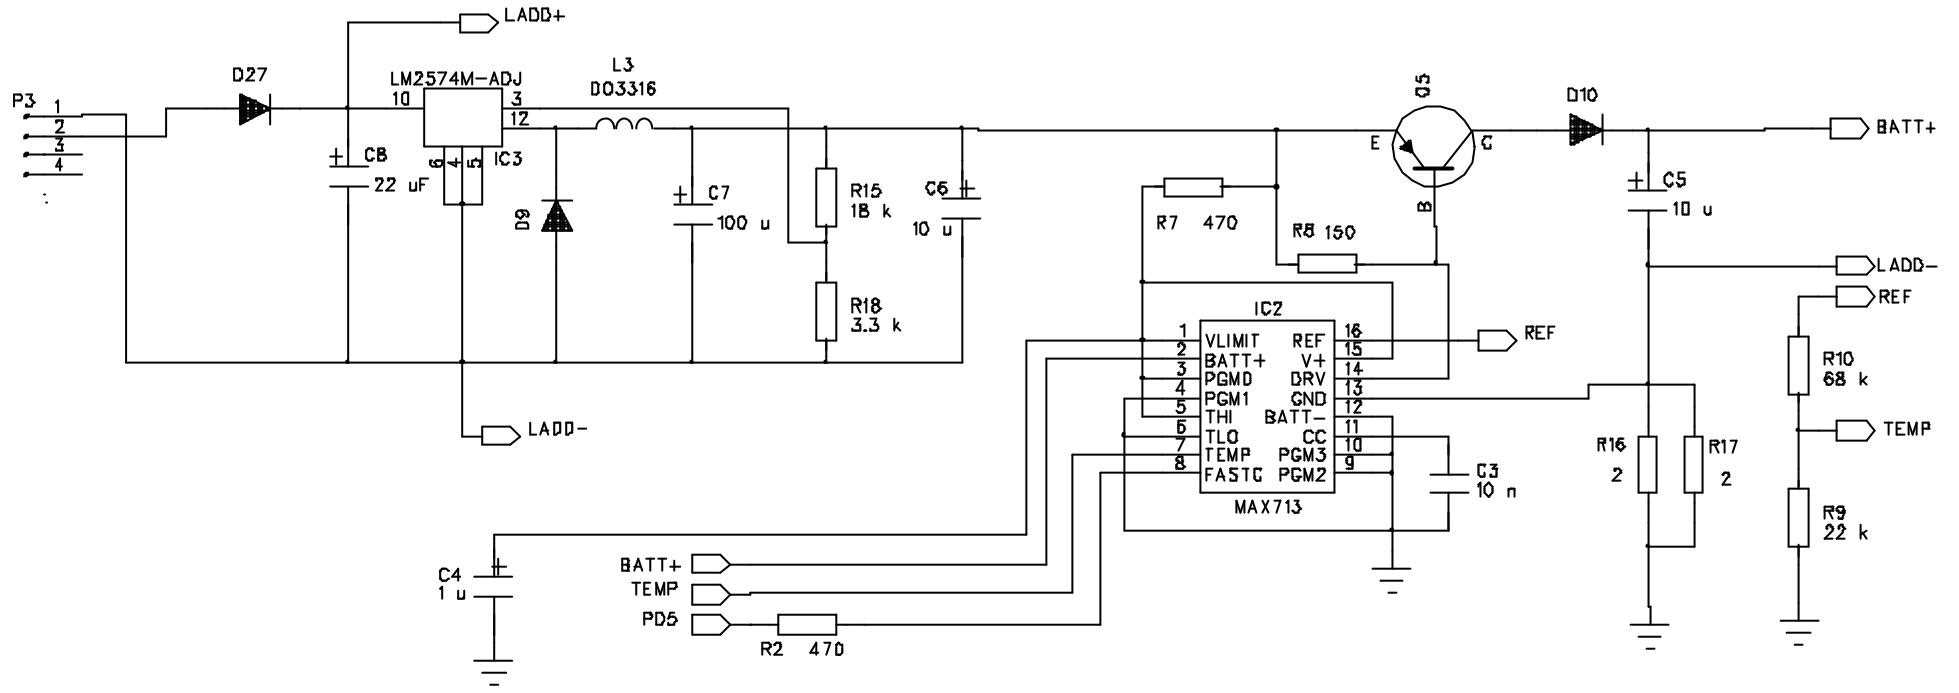 LADD+
D27
LM2574M-ADJ
L3
DO3316
Q5
D10
P3
1
2
3
4
10
3
12
6
4
5
IC3
C8
22 uF
D9
C7
100 u
R15
18 k
R18
3.3 k
C6
10 u
E
C
B
BATT+
C5
10 u
R7 470
R8 150
LADD-
REF
IC2
1 VLIMIT REF 16
2 BATT+ V+ 15
3 PGM0 DRV 14
4 PGM1 GND 13
5 THI BATT- 12
6 TLO CC 11
7 TEMP PGM3 10
8 FASTC PGM2 9
MAX713
REF
R10
68 k
TEMP
R9
22 k
R16
2
R17
2
C3
10 n
LADD-
C4
1 u
BATT+
TEMP
PD5
R2 470